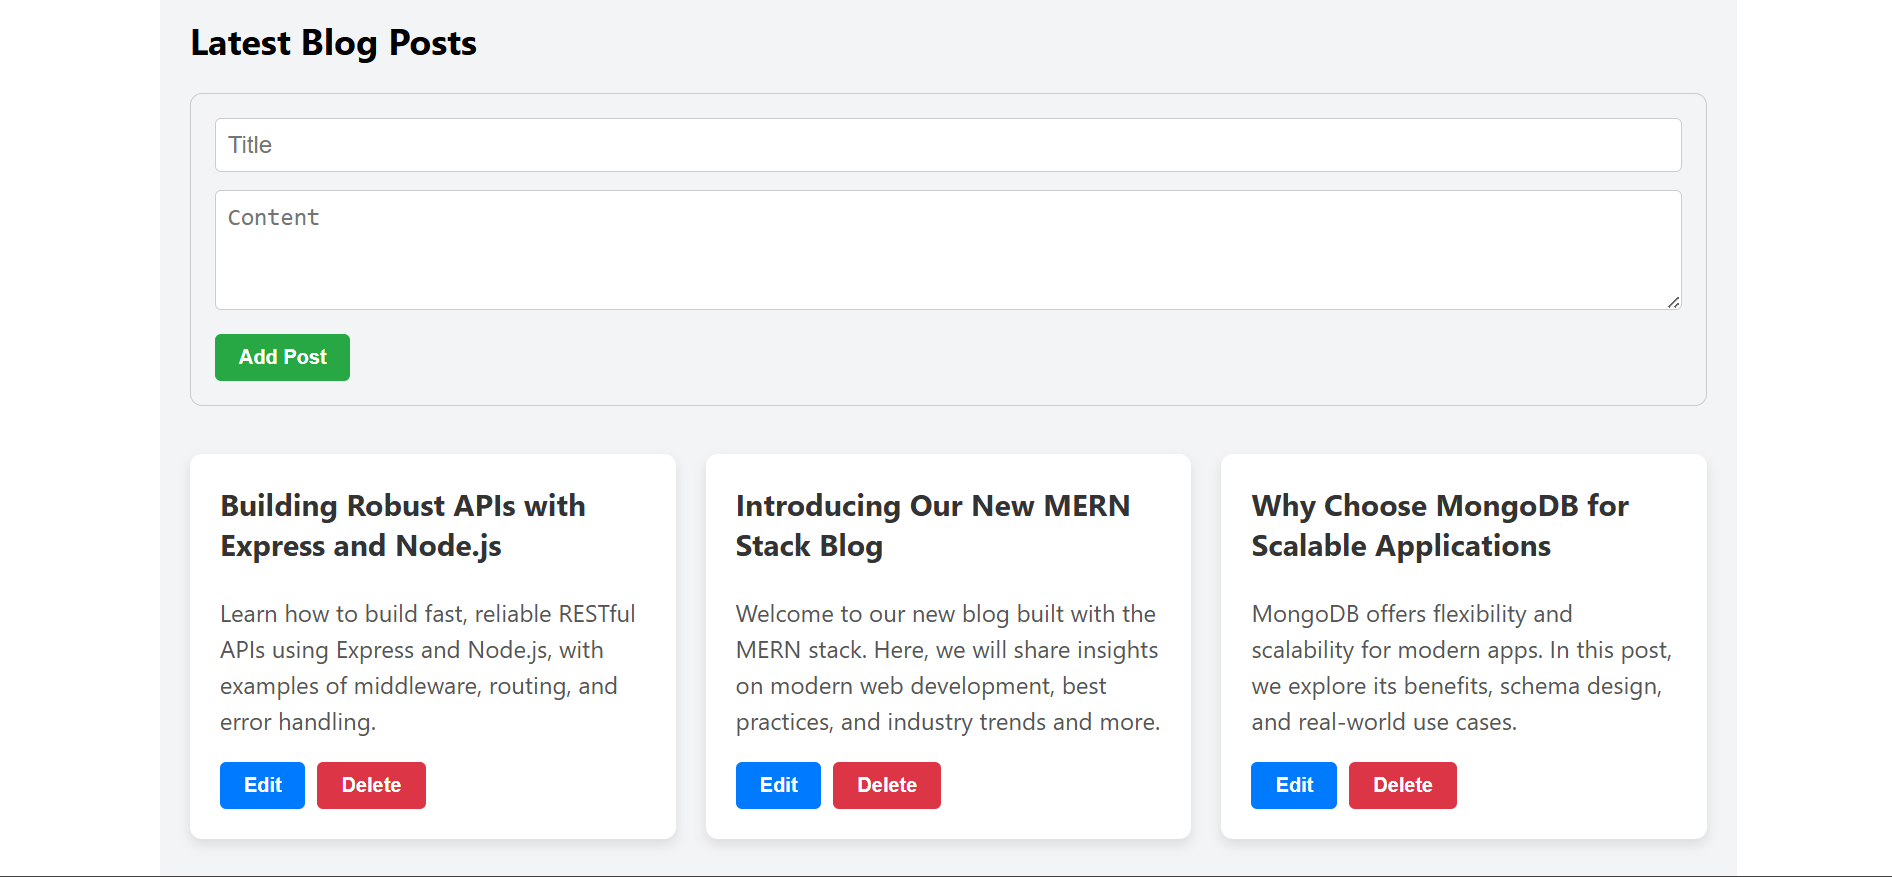 Latest Blog Posts
Title
Content
Add Post
Building Robust APIs with
Express and Node.js
Learn how to build fast, reliable RESTful
APIs using Express and Node.js, with
examples of middleware, routing, and
error handling.
Edit Delete
Introducing Our New MERN
Stack Blog
Welcome to our new blog built with the
MERN stack. Here, we will share insights
on modern web development, best
practices, and industry trends and more.
Edit Delete
Why Choose MongoDB for
Scalable Applications
MongoDB offers flexibility and
scalability for modern apps. In this post,
we explore its benefits, schema design,
and real-world use cases.
Edit Delete